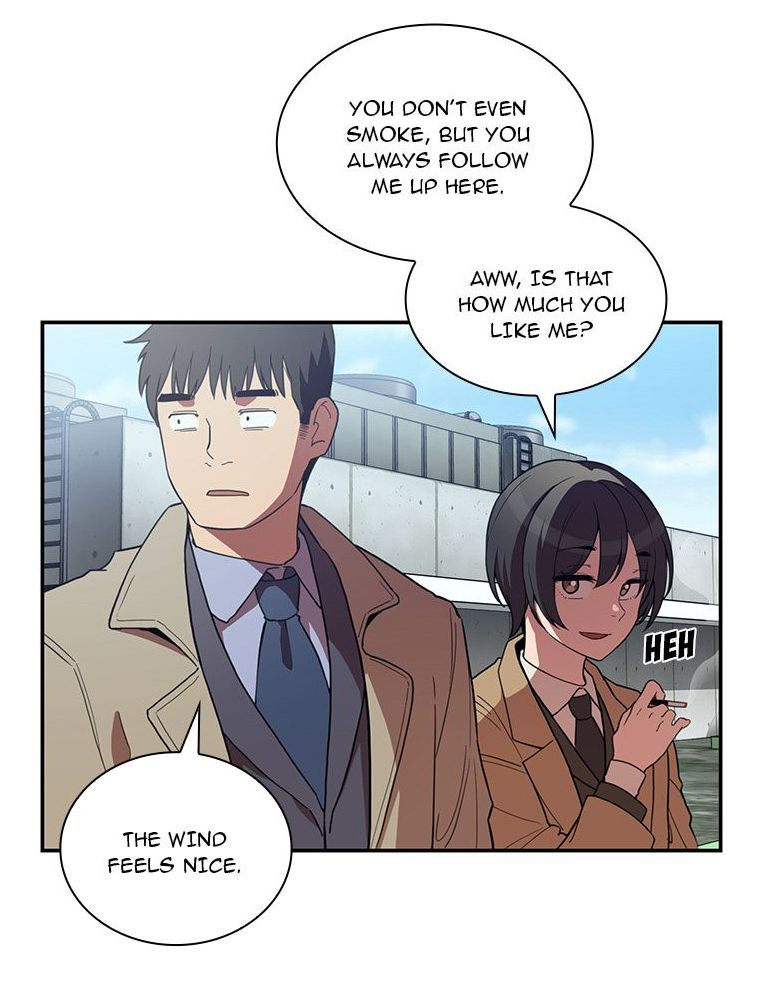 YOU DON'T EVEN
SMOKE, BUT YOU
ALWAYS FOLLOW
ME UP HERE.
AWW, IS THAT
HOW MUCH YOU
LIKE ME?
HEH
THE WIND
FEELS NICE.